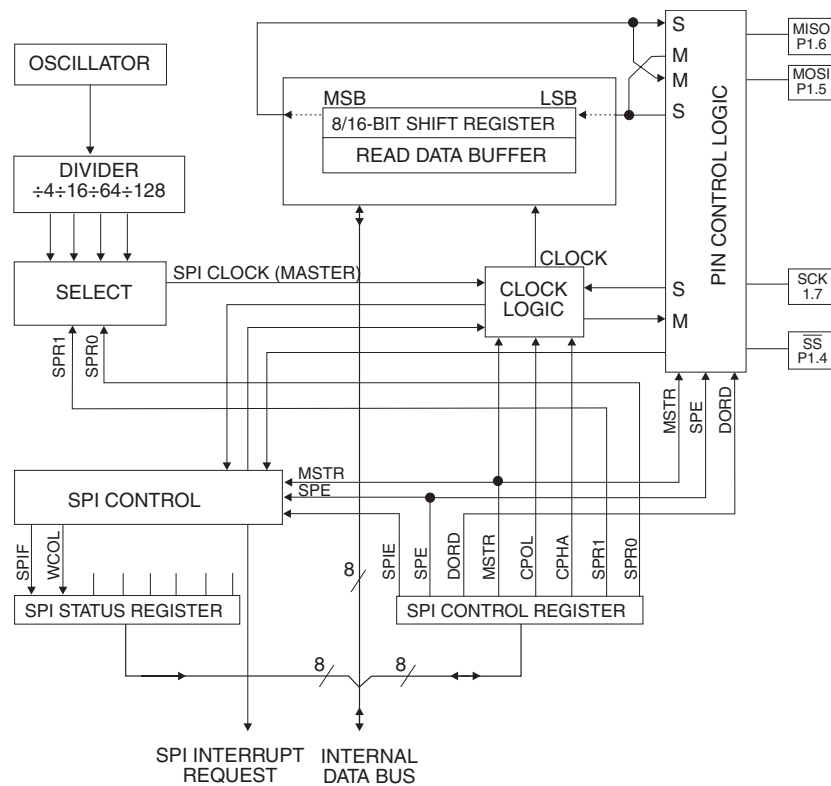 OSCILLATOR
DIVIDER
÷4÷16÷64÷128
SELECT
SPR1
SPR0
SPI CLOCK (MASTER)
MSB
LSB
8/16-BIT SHIFT REGISTER
READ DATA BUFFER
CLOCK
CLOCK
LOGIC
S
M
M
S
S
M
PIN CONTROL LOGIC
MISO
P1.6
MOSI
P1.5
SCK
1.7
SS
P1.4
MSTR
SPE
DORD
SPI CONTROL
MSTR
SPE
SPIF
WCOL
SPI STATUS REGISTER
8
SPIE
SPE
DORD
MSTR
CPOL
CPHA
SPR1
SPR0
SPI CONTROL REGISTER
8
8
SPI INTERRUPT
REQUEST
INTERNAL
DATA BUS